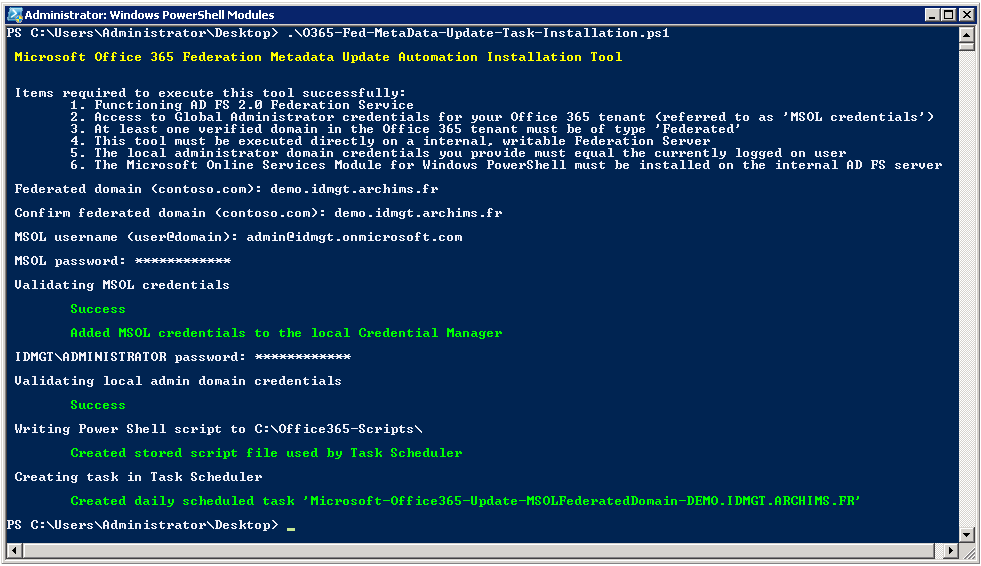 Administrator: Windows PowerShell Modules
PS C:\Users\Administrator\Desktop> .\O365-Fed-MetaData-Update-Task-Installation.ps1
Microsoft Office 365 Federation Metadata Update Automation Installation Tool
Items required to execute this tool successfully:
1. Functioning AD FS 2.0 Federation Service
2. Access to Global Administrator credentials for your Office 365 tenant (referred to as 'MSOL credentials')
3. At least one verified domain in the Office 365 tenant must be of type 'Federated'
4. This tool must be executed directly on a internal, writable Federation Server
5. The local administrator domain credentials you provide must equal the currently logged on user
6. The Microsoft Online Services Module for Windows PowerShell must be installed on the internal AD FS server
Federated domain (contoso.com): demo.idmgt.archims.fr
Confirm federated domain (contoso.com): demo.idmgt.archims.fr
MSOL username (user@domain): admin@idmgt.onmicrosoft.com
MSOL password: ************
Validating MSOL credentials
Success
Added MSOL credentials to the local Credential Manager
IDMGT\ADMINISTRATOR password: ************
Validating local admin domain credentials
Success
Writing Power Shell script to C:\Office365-Scripts\
Created stored script file used by Task Scheduler
Creating task in Task Scheduler
Created daily scheduled task 'Microsoft-Office365-Update-MSOLFederatedDomain-DEMO.IDMGT.ARCHIMS.FR'
PS C:\Users\Administrator\Desktop> _